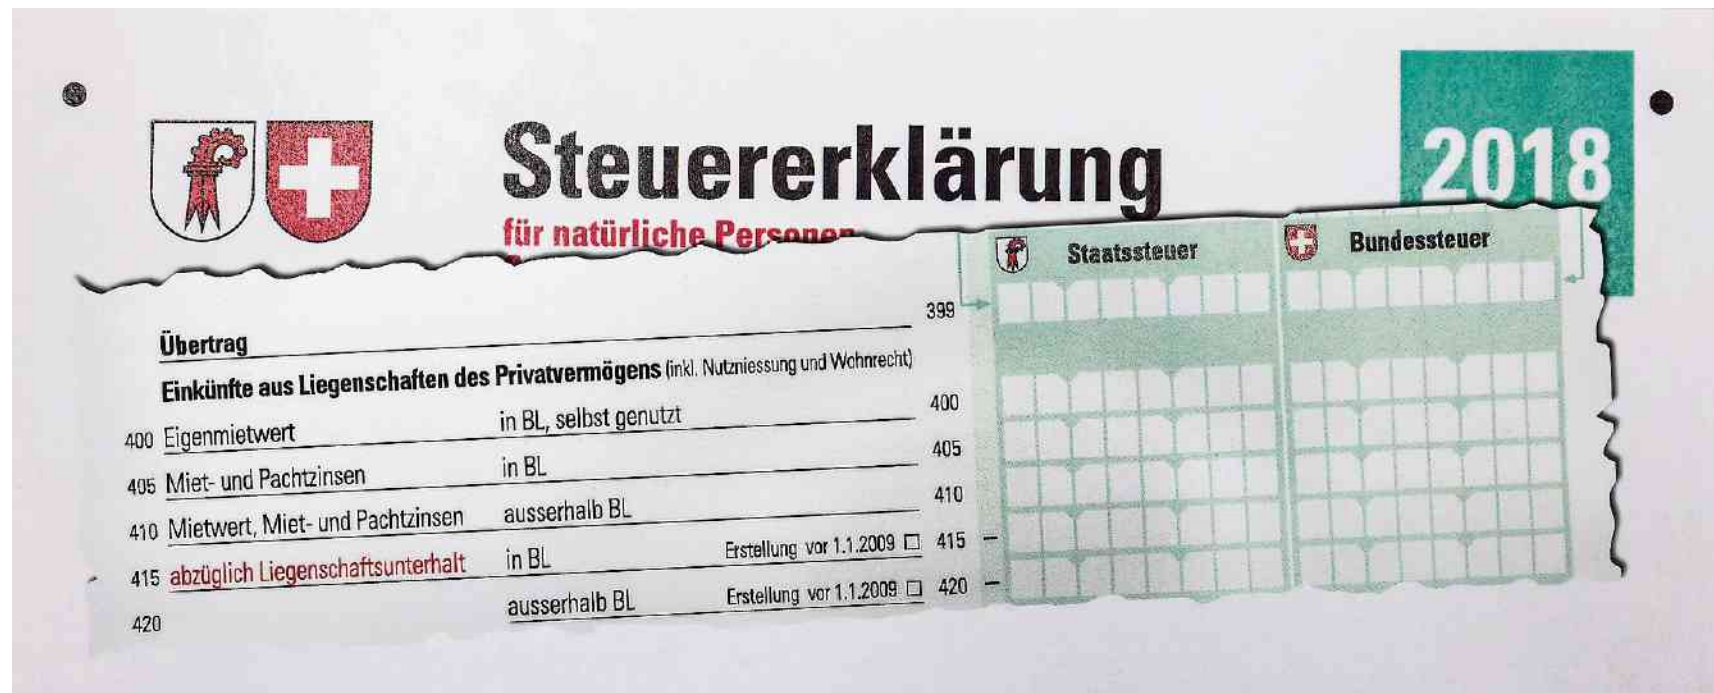 Steuererklärung
2018
für natürliche Personen
Staatssteuer
Bundessteuer
Übertrag 399
Einkünfte aus Liegenschaften des Privatvermögens (inkl. Nutzniessung und Wohnrecht)
400 Eigenmietwert in BL, selbst genutzt 400
405 Miet- und Pachtzinsen in BL 405
410 Mietwert, Miet- und Pachtzinsen ausserhalb BL 410
415 abzüglich Liegenschaftsunterhalt in BL Erstellung vor 1.1.2009 ☐ 415 –
420 ausserhalb BL Erstellung vor 1.1.2009 ☐ 420 –